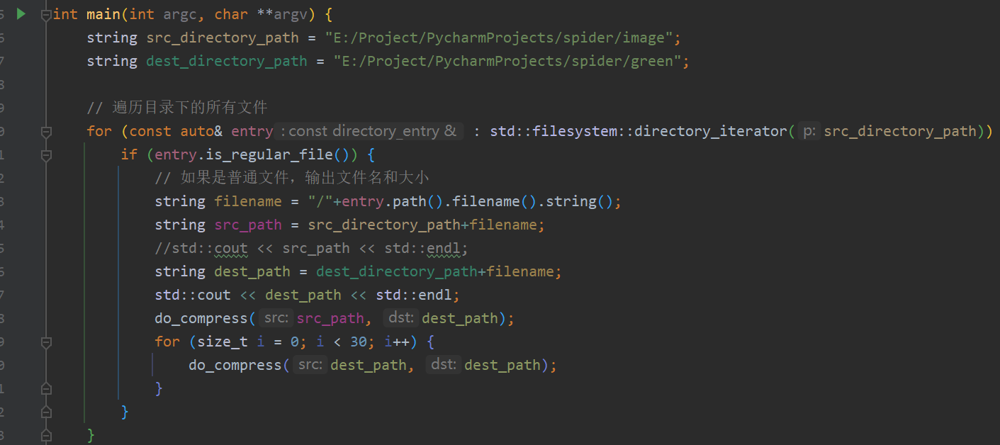 int main(int argc, char **argv) {
string src_directory_path = "E:/Project/PycharmProjects/spider/image";
string dest_directory_path = "E:/Project/PycharmProjects/spider/green";
// 遍历目录下的所有文件
for (const auto& entry : const directory_entry & : std::filesystem::directory_iterator( p: src_directory_path))
if (entry.is_regular_file()) {
// 如果是普通文件，输出文件名和大小
string filename = "/"+entry.path().filename().string();
string src_path = src_directory_path+filename;
//std::cout << src_path << std::endl;
string dest_path = dest_directory_path+filename;
std::cout << dest_path << std::endl;
do_compress( src: src_path, dst: dest_path);
for (size_t i = 0; i < 30; i++) {
do_compress( src: dest_path, dst: dest_path);
}
}
}